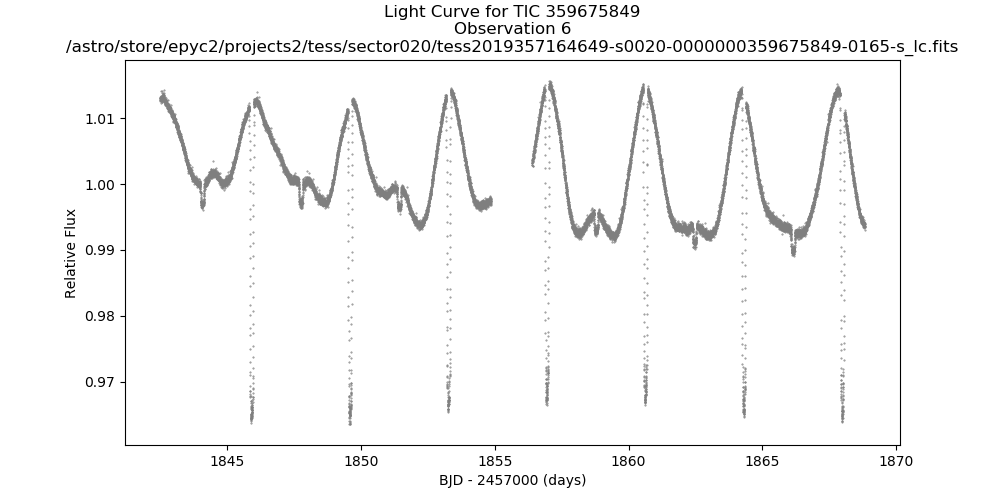 Light Curve for TIC 359675849
Observation 6
/astro/store/epyc2/projects2/tess/sector020/tess2019357164649-s0020-0000000359675849-0165-s_lc.fits
1.01
1.00
0.99
0.98
0.97
Relative Flux
1845
1850
1855
1860
1865
1870
BJD - 2457000 (days)